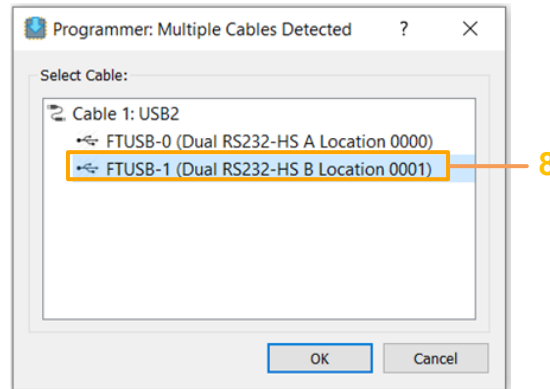 Programmer: Multiple Cables Detected ?
Select Cable:
Cable 1: USB2
FTUSB-0 (Dual RS232-HS A Location 0000)
FTUSB-1 (Dual RS232-HS B Location 0001)
8
OK Cancel